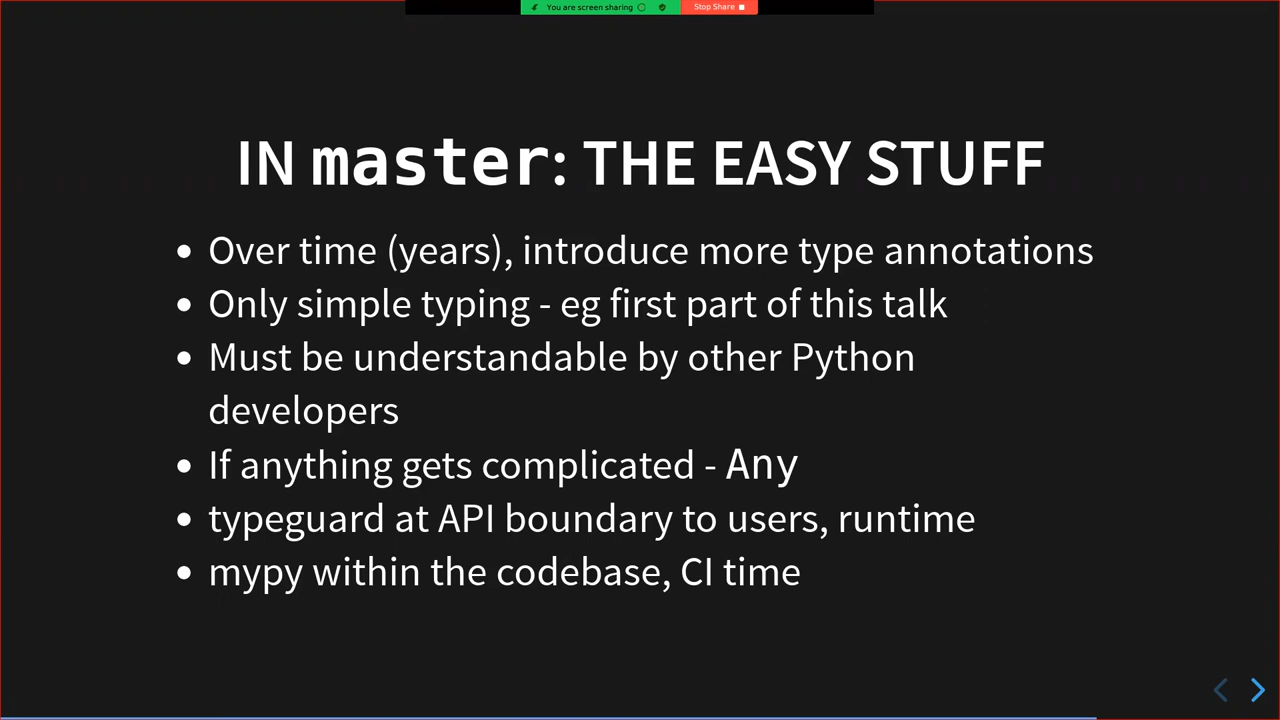 You are screen sharing
Stop Share
IN master: THE EASY STUFF
• Over time (years), introduce more type annotations
• Only simple typing - eg first part of this talk
• Must be understandable by other Python
developers
• If anything gets complicated - Any
• typeguard at API boundary to users, runtime
• mypy within the codebase, CI time